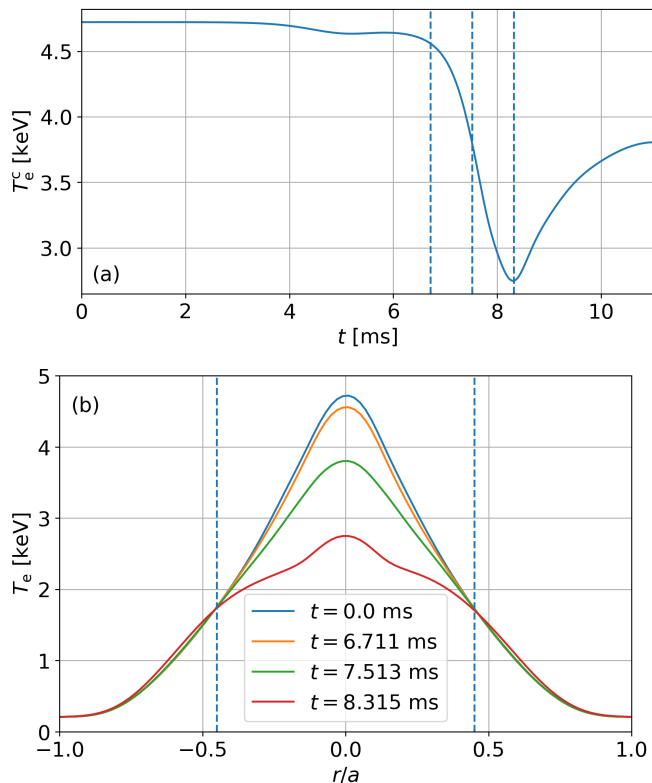 4.5
4.0
3.5
3.0
T_e^c [keV]
(a)
0 2 4 6 8 10
t [ms]
5
4
3
2
1
0
T_e [keV]
(b)
t = 0.0 ms
t = 6.711 ms
t = 7.513 ms
t = 8.315 ms
−1.0 −0.5 0.0 0.5 1.0
r/a